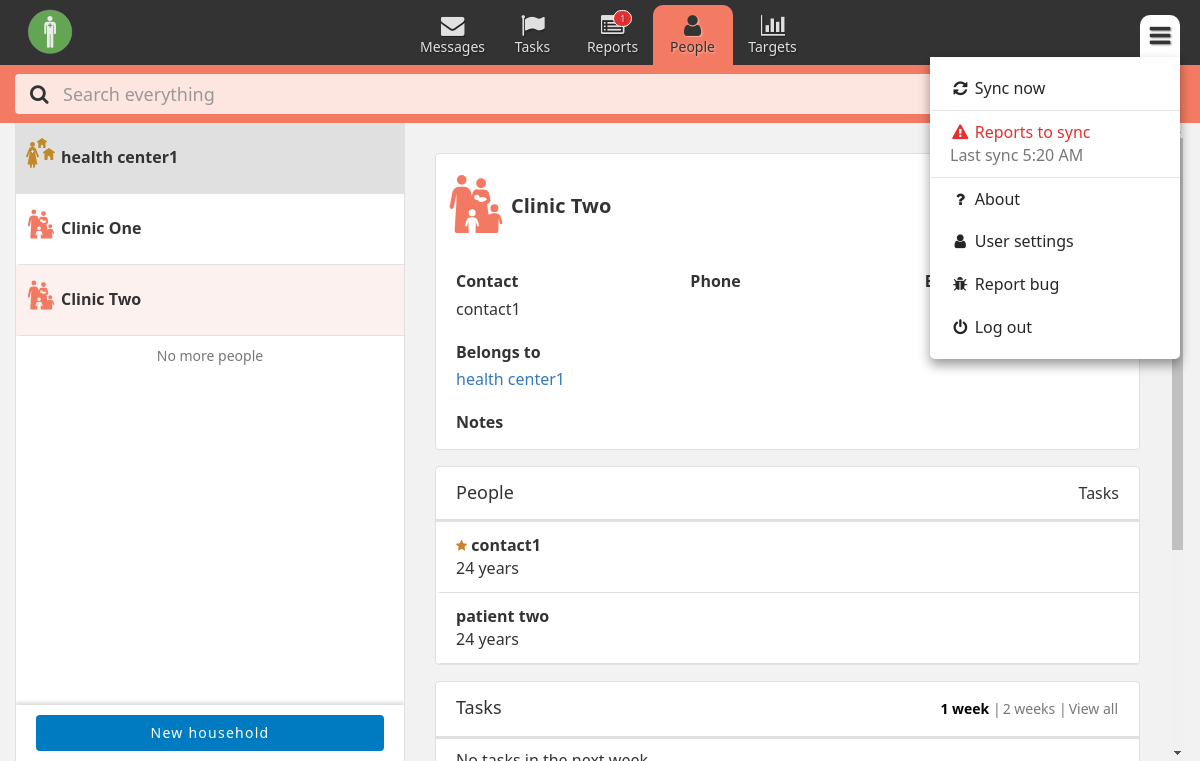 Messages
Tasks
Reports
1
People
Targets
Search everything
Sync now
Reports to sync
Last sync 5:20 AM
About
User settings
Report bug
Log out
health center1
Clinic One
Clinic Two
No more people
New household
Clinic Two
Contact
Phone
contact1
Belongs to
health center1
Notes
People
Tasks
contact1
24 years
patient two
24 years
Tasks
1 week | 2 weeks | View all
No tasks in the next week